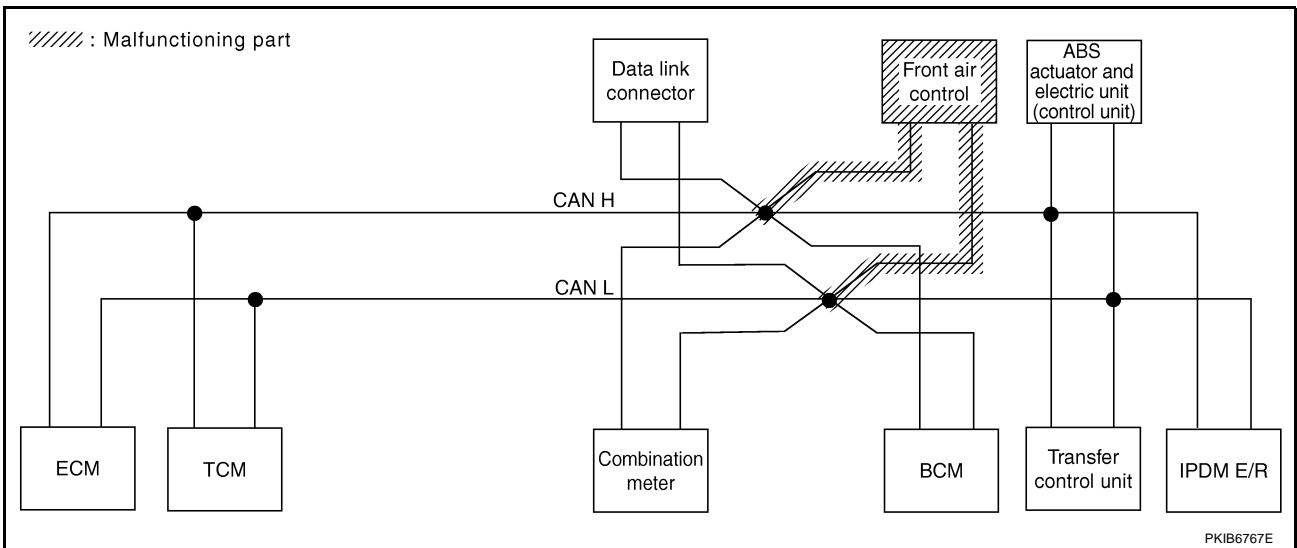 : Malfunctioning part
Data link
connector
Front air
control
ABS
actuator and
electric unit
(control unit)
CAN H
CAN L
ECM
TCM
Combination
meter
BCM
Transfer
control unit
IPDM E/R
PKIB6767E